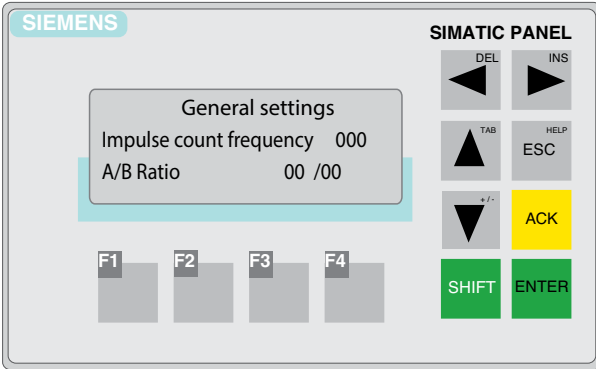 SIEMENS
SIMATIC PANEL
DEL
INS
General settings
Impulse count frequency 000
A/B Ratio 00 /00
TAB
HELP
ESC
+ / -
ACK
F1 F2 F3 F4
SHIFT ENTER